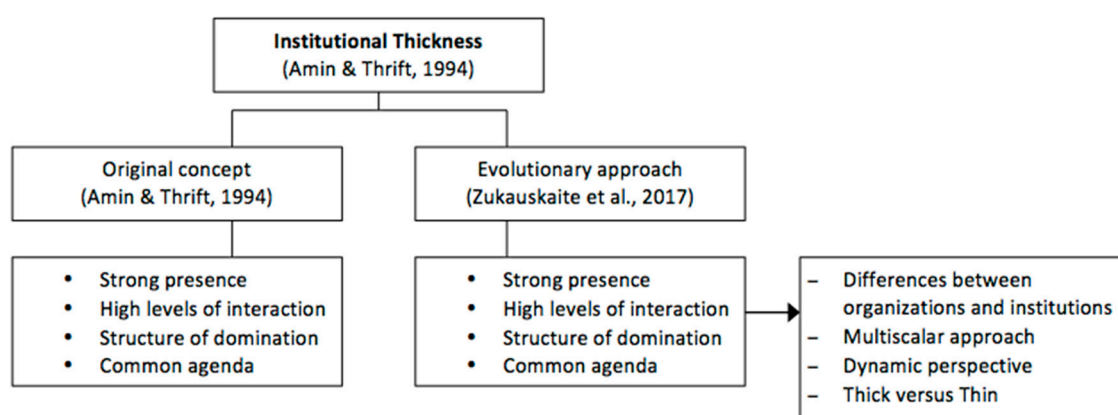 Institutional Thickness
(Amin & Thrift, 1994)
Original concept
(Amin & Thrift, 1994)
Evolutionary approach
(Zukauskaite et al., 2017)
• Strong presence
• High levels of interaction
• Structure of domination
• Common agenda
• Strong presence
• High levels of interaction
• Structure of domination
• Common agenda
– Differences between
organizations and institutions
– Multiscalar approach
– Dynamic perspective
– Thick versus Thin